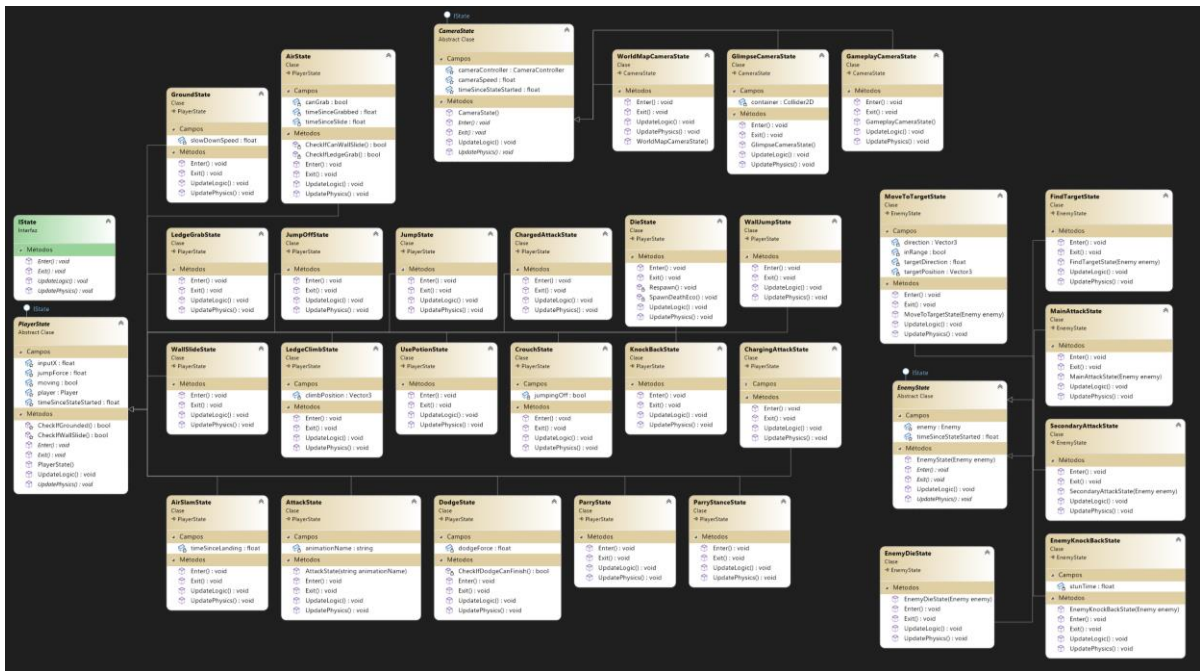 IState
CameraState
Abstract Clase
Campos
cameraController : CameraController
cameraSpeed : float
timeSinceStateStarted : float
Métodos
CameraState()
Enter() : void
Exit() : void
UpdateLogic() : void
UpdatePhysics() : void
WorldMapCameraState
Clase
CameraState
Métodos
Enter() : void
Exit() : void
UpdateLogic() : void
UpdatePhysics() : void
WorldMapCameraState()
GlimpseCameraState
Clase
CameraState
Campos
container : Collider2D
Métodos
Enter() : void
Exit() : void
GlimpseCameraState()
UpdateLogic() : void
UpdatePhysics() : void
GameplayCameraState
Clase
CameraState
Métodos
Enter() : void
Exit() : void
GameplayCameraState()
UpdateLogic() : void
UpdatePhysics() : void
GroundState
Clase
PlayerState
Campos
slowDownSpeed : float
Métodos
Enter() : void
Exit() : void
UpdateLogic() : void
UpdatePhysics() : void
AirState
Clase
PlayerState
Campos
canGrab : bool
timeSinceGrabbed : float
timeSinceSlide : float
Métodos
CheckIfCanWallSlide() : bool
CheckIfLedgeGrab() : bool
Enter() : void
Exit() : void
UpdateLogic() : void
UpdatePhysics() : void
IState
Interfaz
Métodos
Enter() : void
Exit() : void
UpdateLogic() : void
UpdatePhysics() : void
LedgeGrabState
Clase
PlayerState
Métodos
Enter() : void
Exit() : void
UpdateLogic() : void
UpdatePhysics() : void
JumpOffState
Clase
PlayerState
Métodos
Enter() : void
Exit() : void
UpdateLogic() : void
UpdatePhysics() : void
JumpState
Clase
PlayerState
Métodos
Enter() : void
Exit() : void
UpdateLogic() : void
UpdatePhysics() : void
ChargedAttackState
Clase
PlayerState
Métodos
Enter() : void
Exit() : void
UpdateLogic() : void
UpdatePhysics() : void
DieState
Clase
PlayerState
Métodos
Enter() : void
Exit() : void
Respawn() : void
SpawnDeathEco() : void
UpdateLogic() : void
UpdatePhysics() : void
WallJumpState
Clase
PlayerState
Métodos
Enter() : void
Exit() : void
UpdateLogic() : void
UpdatePhysics() : void
IState
PlayerState
Abstract Clase
Campos
inputX : float
jumpForce : float
moving : bool
player : Player
timeSinceStateStarted : float
Métodos
CheckIfGrounded() : bool
CheckIfWallSlide() : bool
Enter() : void
Exit() : void
PlayerState()
UpdateLogic() : void
UpdatePhysics() : void
WallSlideState
Clase
PlayerState
Métodos
Enter() : void
Exit() : void
UpdateLogic() : void
UpdatePhysics() : void
LedgeClimbState
Clase
PlayerState
Campos
climbPosition : Vector3
Métodos
Enter() : void
Exit() : void
UpdateLogic() : void
UpdatePhysics() : void
UsePotionState
Clase
PlayerState
Métodos
Enter() : void
Exit() : void
UpdateLogic() : void
UpdatePhysics() : void
CrouchState
Clase
PlayerState
Campos
jumpingOff : bool
Métodos
Enter() : void
Exit() : void
UpdateLogic() : void
UpdatePhysics() : void
KnockBackState
Clase
PlayerState
Métodos
Enter() : void
Exit() : void
UpdateLogic() : void
UpdatePhysics() : void
ChargingAttackState
Clase
PlayerState
Métodos
Enter() : void
Exit() : void
UpdateLogic() : void
UpdatePhysics() : void
AirSlamState
Clase
PlayerState
Campos
timeSinceLanding : float
Métodos
Enter() : void
Exit() : void
UpdateLogic() : void
UpdatePhysics() : void
AttackState
Clase
PlayerState
Campos
animationName : string
Métodos
AttackState(string animationName)
Enter() : void
Exit() : void
UpdateLogic() : void
UpdatePhysics() : void
DodgeState
Clase
PlayerState
Campos
dodgeForce : float
Métodos
CheckIfDodgeCanFinish() : bool
Enter() : void
Exit() : void
UpdateLogic() : void
UpdatePhysics() : void
ParryState
Clase
PlayerState
Métodos
Enter() : void
Exit() : void
UpdateLogic() : void
UpdatePhysics() : void
ParryStanceState
Clase
PlayerState
Métodos
Enter() : void
Exit() : void
UpdateLogic() : void
UpdatePhysics() : void
MoveToTargetState
Clase
EnemyState
Campos
direction : Vector3
inRange : bool
targetDirection : float
targetPosition : Vector3
Métodos
Enter() : void
Exit() : void
MoveToTargetState(Enemy enemy)
UpdateLogic() : void
UpdatePhysics() : void
FindTargetState
Clase
EnemyState
Métodos
Enter() : void
Exit() : void
FindTargetState(Enemy enemy)
UpdateLogic() : void
UpdatePhysics() : void
MainAttackState
Clase
EnemyState
Métodos
Enter() : void
Exit() : void
MainAttackState(Enemy enemy)
UpdateLogic() : void
UpdatePhysics() : void
IState
EnemyState
Abstract Clase
Campos
enemy : Enemy
timeSinceStateStarted : float
Métodos
EnemyState(Enemy enemy)
Enter() : void
Exit() : void
UpdateLogic() : void
UpdatePhysics() : void
SecondaryAttackState
Clase
EnemyState
Métodos
Enter() : void
Exit() : void
SecondaryAttackState(Enemy enemy)
UpdateLogic() : void
UpdatePhysics() : void
EnemyDieState
Clase
EnemyState
Métodos
EnemyDieState(Enemy enemy)
Enter() : void
Exit() : void
UpdateLogic() : void
UpdatePhysics() : void
EnemyKnockBackState
Clase
EnemyState
Campos
stunTime : float
Métodos
EnemyKnockBackState(Enemy enemy)
Enter() : void
Exit() : void
UpdateLogic() : void
UpdatePhysics() : void